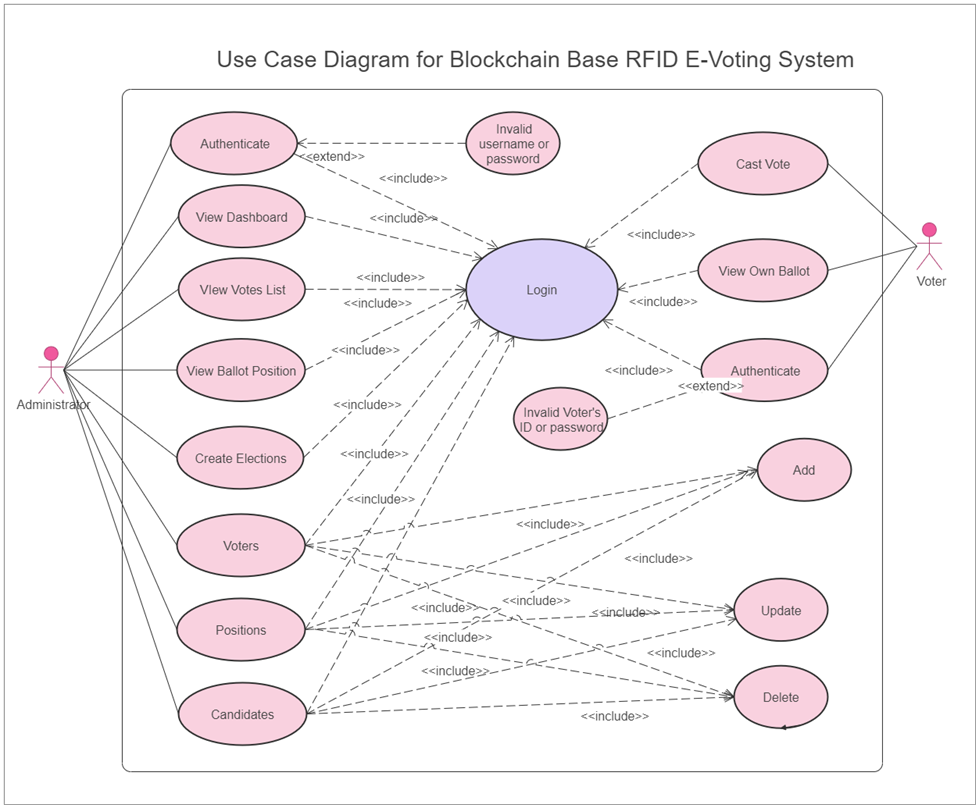 Use Case Diagram for Blockchain Base RFID E-Voting System
Authenticate
Invalid
username or
password
<<extend>>
<<include>>
Cast Vote
View Dashboard
<<include>>
<<include>>
View Own Ballot
Voter
VIew Votes List
<<include>>
<<include>>
Login
<<include>>
View Ballot Position
<<include>>
<<include>>
Authenticate
<<extend>>
Administrator
<<include>>
Invalid Voter's
ID or password
Create Elections
<<include>>
Add
<<include>>
<<include>>
Voters
<<include>>
<<include>>
<<include>>
<<include>>
Update
Positions
<<include>>
<<include>>
<<include>>
Delete
Candidates
<<include>>